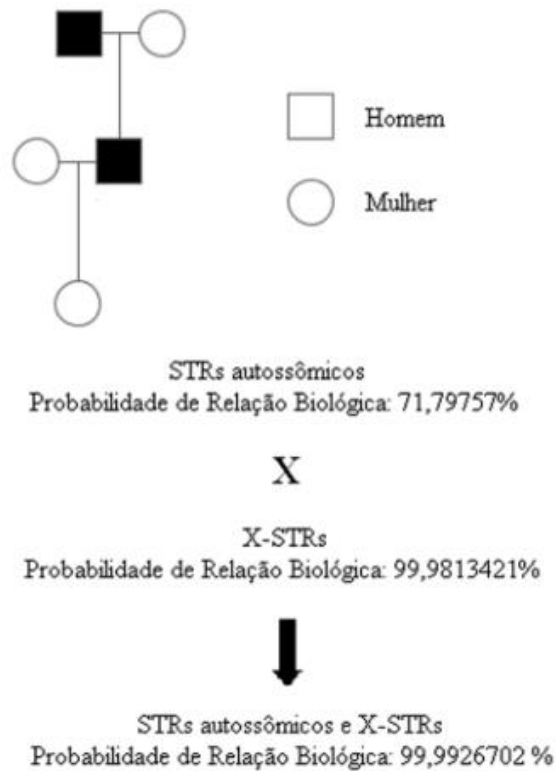 Homem
Mulher
STRs autossômicos
Probabilidade de Relação Biológica: 71,79757%
X
X-STRs
Probabilidade de Relação Biológica: 99,9813421%
STRs autossômicos e X-STRs
Probabilidade de Relação Biológica: 99,9926702 %